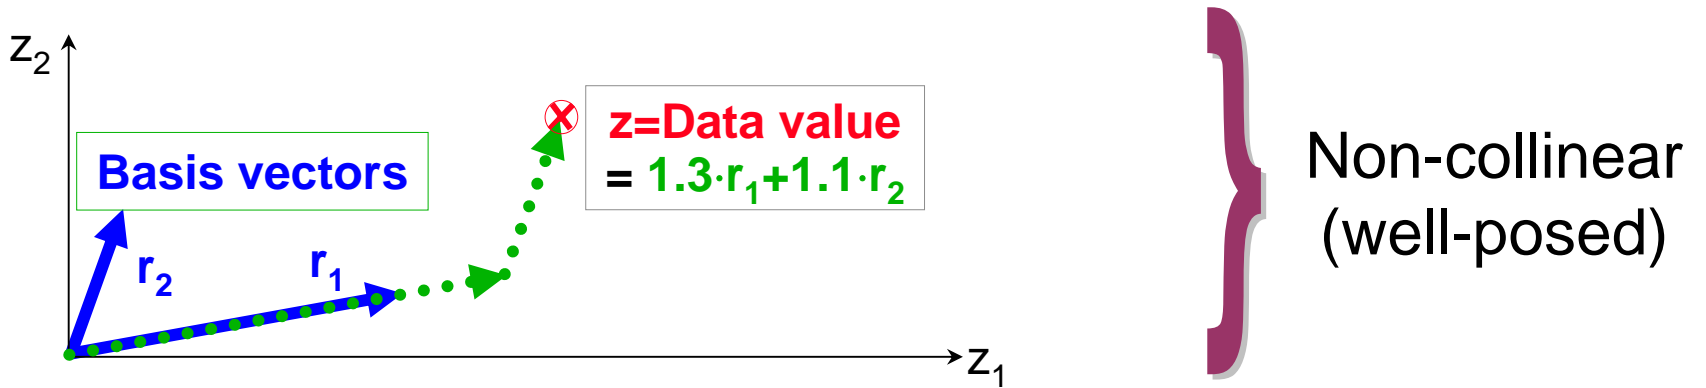 z₂
Basis vectors
r₂
r₁
z=Data value
= 1.3·r₁+1.1·r₂
z₁
Non-collinear
(well-posed)